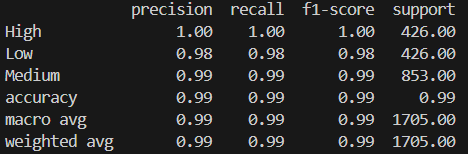 precision recall f1-score support
High 1.00 1.00 1.00 426.00
Low 0.98 0.98 0.98 426.00
Medium 0.99 0.99 0.99 853.00
accuracy 0.99 0.99 0.99 0.99
macro avg 0.99 0.99 0.99 1705.00
weighted avg 0.99 0.99 0.99 1705.00